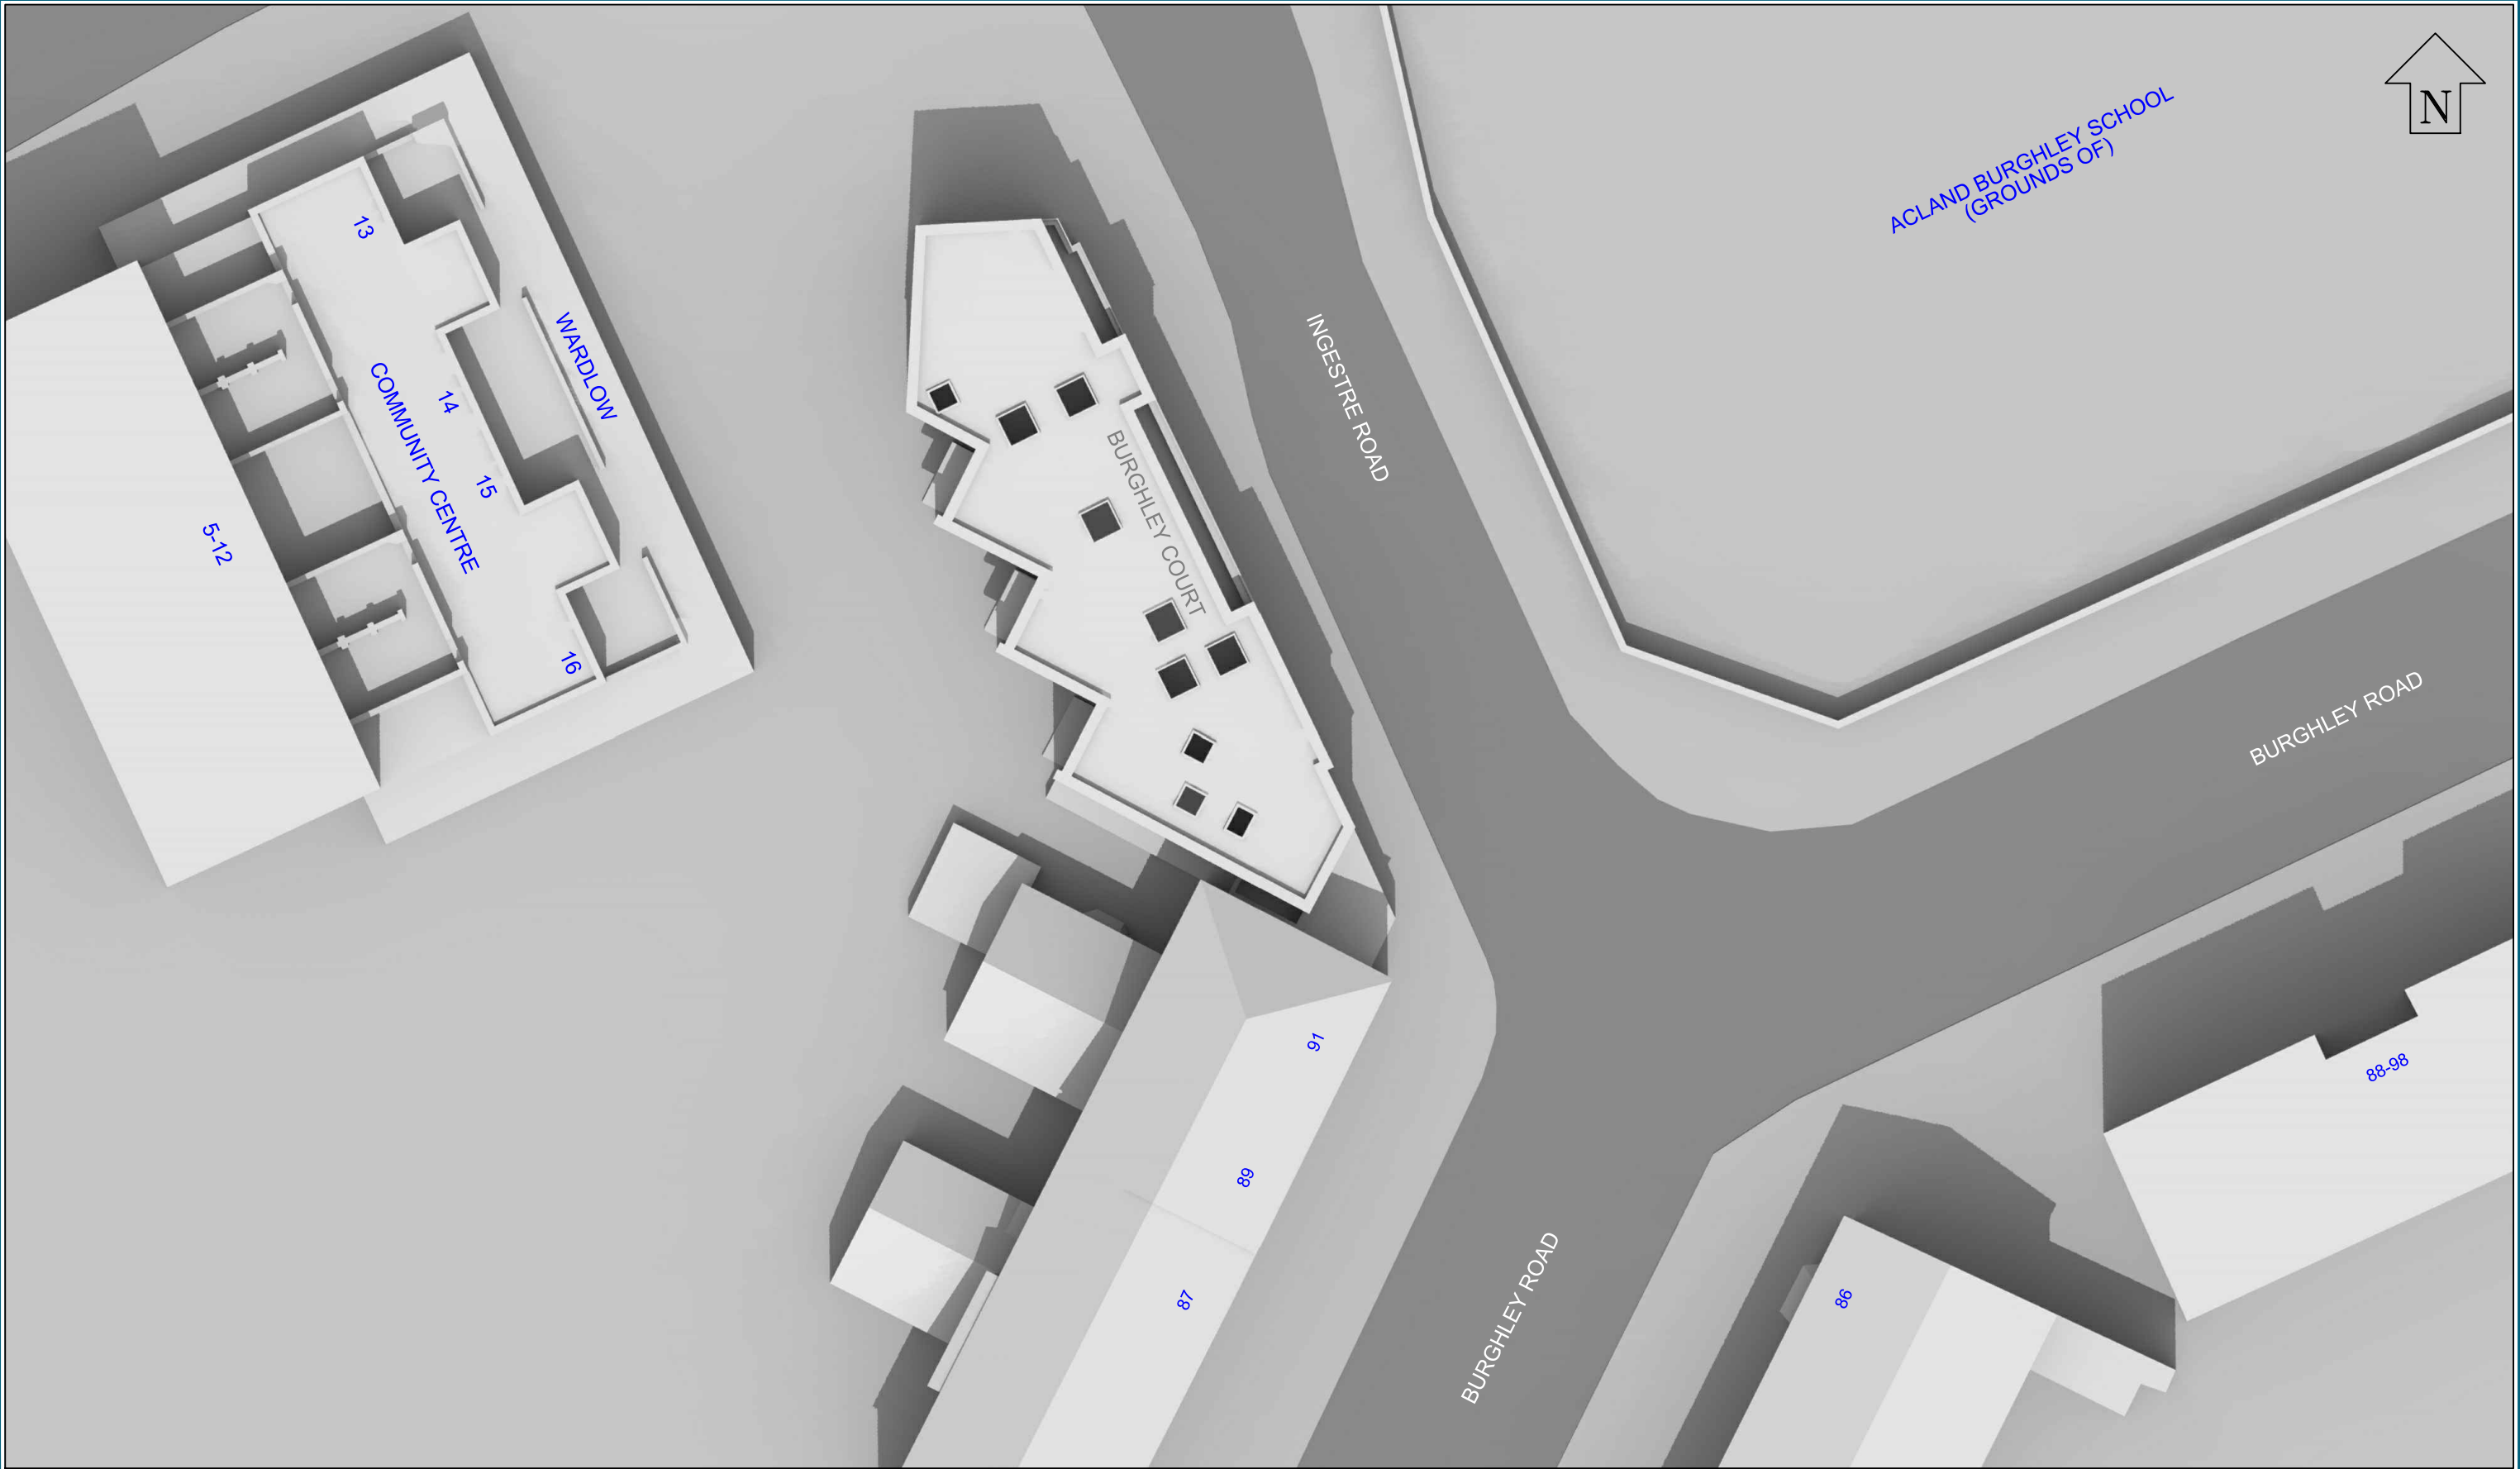 N
ACLAND BURGHLEY SCHOOL
(GROUNDS OF)
13
WARDLOW
INGESTRE ROAD
14
COMMUNITY CENTRE
15
BURGHLEY COURT
5-12
16
BURGHLEY ROAD
91
88-98
89
87
86
BURGHLEY ROAD